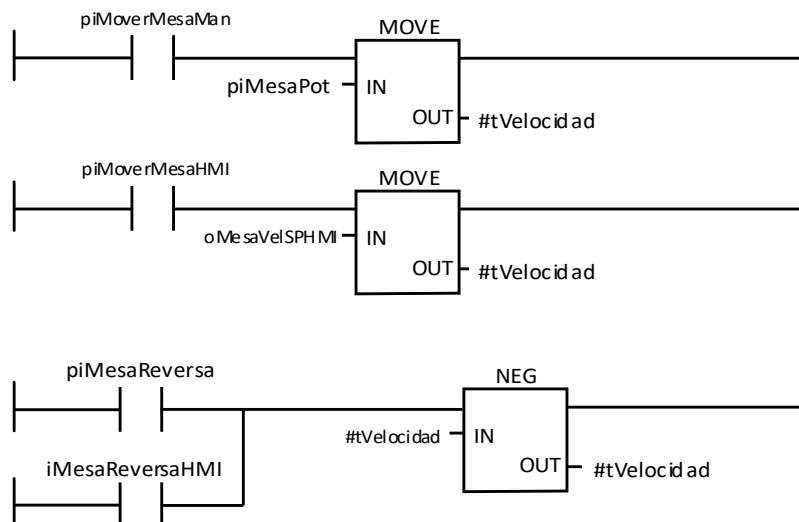 piMoverMesaMan
MOVE
piMesaPot
IN
OUT
#tVelocidad
piMoverMesaHMI
MOVE
oMesaVelSPHMI
IN
OUT
#tVelocidad
piMesaReversa
NEG
#tVelocidad
IN
iMesaReversaHMI
OUT
#tVelocidad